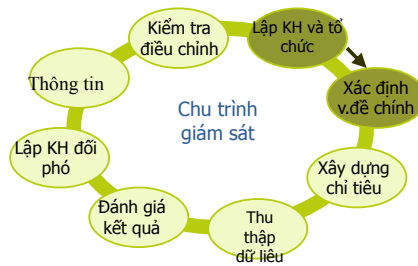 Lập KH và tổ
chức
Xác định
v.đề chính
Xây dựng
chỉ tiêu
Thu
thập
dữ liệu
Đánh giá
kết quả
Lập KH đối
phó
Thông tin
Kiểm tra
điều chỉnh
Chu trình
giám sát